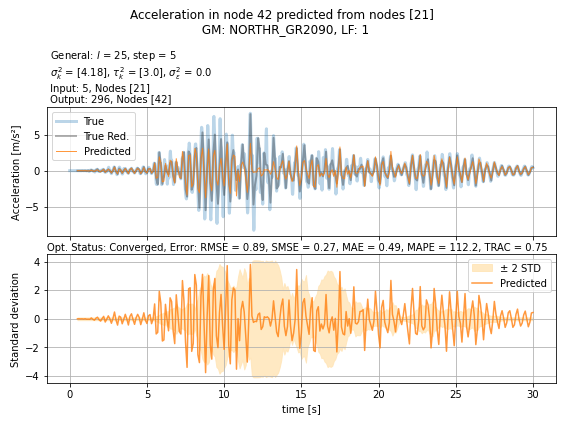 Acceleration in node 42 predicted from nodes [21]
GM: NORTHR_GR2090, LF: 1
General: l = 25, step = 5
σ²ₖ = [4.18], τ²ₖ = [3.0], σ²ε = 0.0
Input: 5, Nodes [21]
Output: 296, Nodes [42]
True
True Red.
Predicted
Acceleration [m/s²]
5
0
−5
Opt. Status: Converged, Error: RMSE = 0.89, SMSE = 0.27, MAE = 0.49, MAPE = 112.2, TRAC = 0.75
± 2 STD
Predicted
Standard deviation
4
2
0
−2
−4
0 5 10 15 20 25 30
time [s]